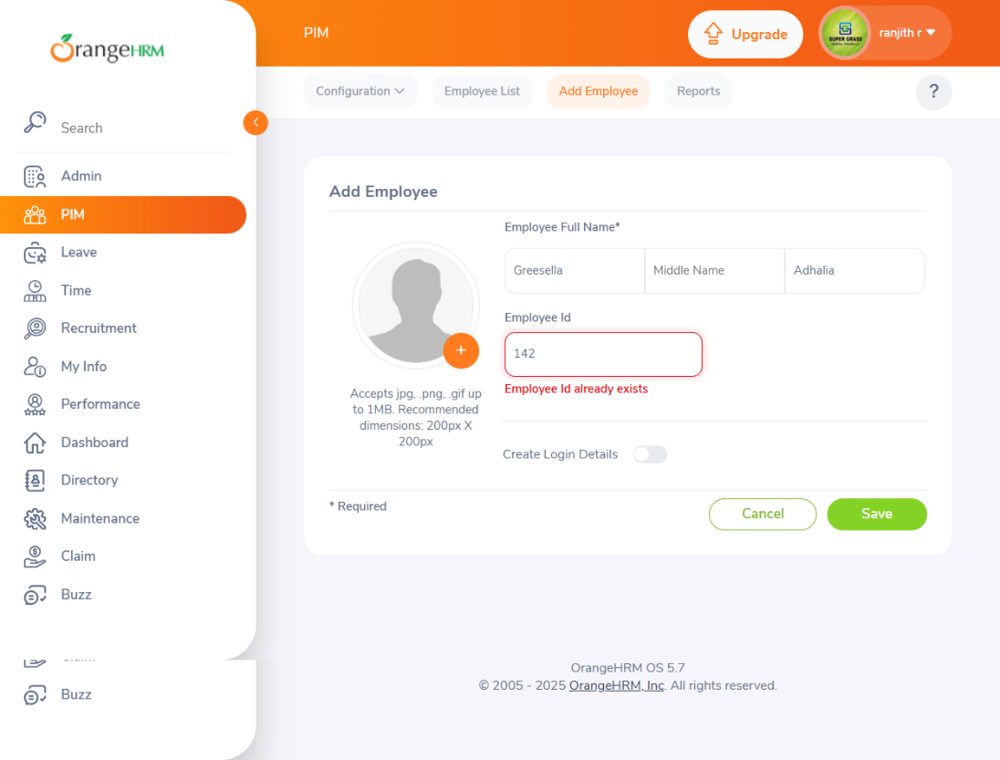 OrangeHRM
PIM
Upgrade
SUPER GRASS
ranjith r
Configuration
Employee List
Add Employee
Reports
?
Search
Admin
PIM
Leave
Time
Recruitment
My Info
Performance
Dashboard
Directory
Maintenance
Claim
Buzz
Buzz
Add Employee
Employee Full Name*
Greesella
Middle Name
Adhalia
Employee Id
142
Employee Id already exists
Accepts jpg, .png, .gif up
to 1MB. Recommended
dimensions: 200px X
200px
Create Login Details
* Required
Cancel
Save
OrangeHRM OS 5.7
© 2005 - 2025 OrangeHRM, Inc. All rights reserved.